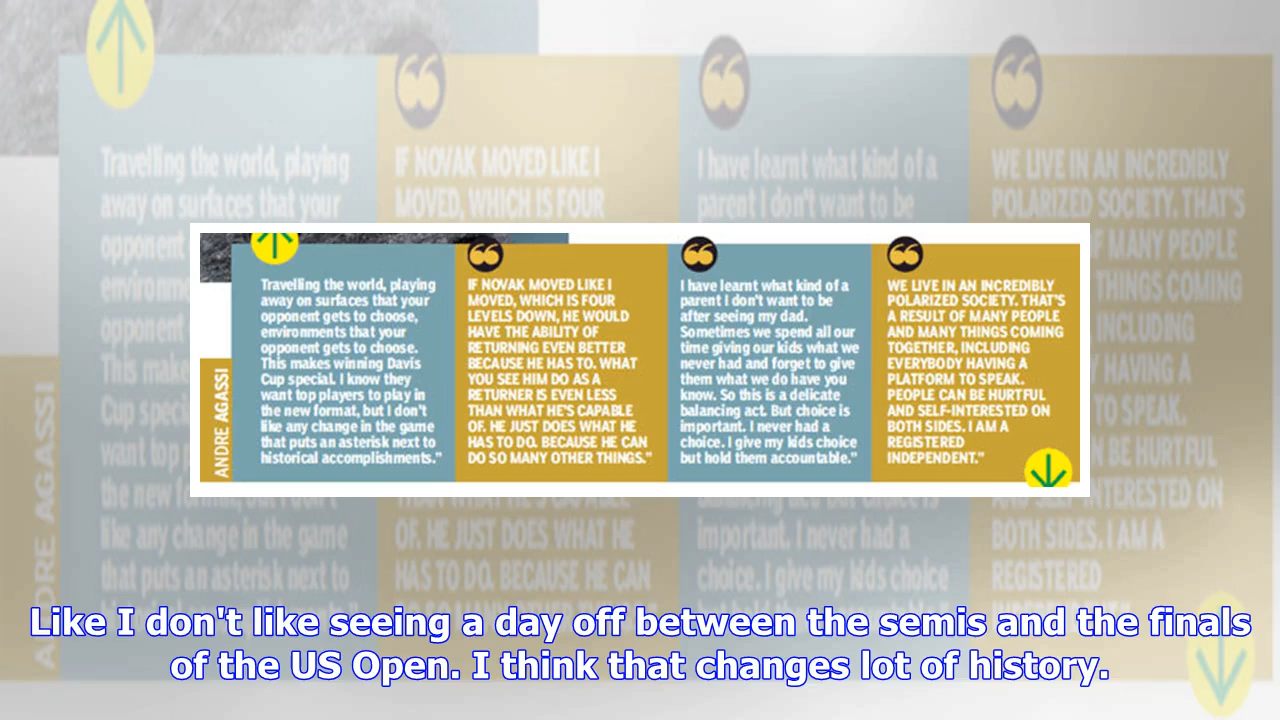 ANDRE AGASSI
Travelling the world, playing
away on surfaces that your
opponent gets to choose,
environments that your
opponent gets to choose.
This makes winning Davis
Cup special. I know they
want top players to play in
the new format, but I don't
like any change in the game
that puts an asterisk next to
historical accomplishments."
IF NOVAK MOVED LIKE I
MOVED, WHICH IS FOUR
LEVELS DOWN, HE WOULD
HAVE THE ABILITY OF
RETURNING EVEN BETTER
BECAUSE HE HAS TO. WHAT
YOU SEE HIM DO AS A
RETURNER IS EVEN LESS
THAN WHAT HE'S CAPABLE
OF. HE JUST DOES WHAT HE
HAS TO DO. BECAUSE HE CAN
DO SO MANY OTHER THINGS."
I have learnt what kind of a
parent I don't want to be
after seeing my dad.
Sometimes we spend all our
time giving our kids what we
never had and forget to give
them what we do have you
know. So this is a delicate
balancing act. But choice is
important. I never had a
choice. I give my kids choice
but hold them accountable."
WE LIVE IN AN INCREDIBLY
POLARIZED SOCIETY. THAT'S
A RESULT OF MANY PEOPLE
AND MANY THINGS COMING
TOGETHER, INCLUDING
EVERYBODY HAVING A
PLATFORM TO SPEAK.
PEOPLE CAN BE HURTFUL
AND SELF-INTERESTED ON
BOTH SIDES. I AM A
REGISTERED
INDEPENDENT."
Like I don't like seeing a day off between the semis and the finals
of the US Open. I think that changes lot of history.